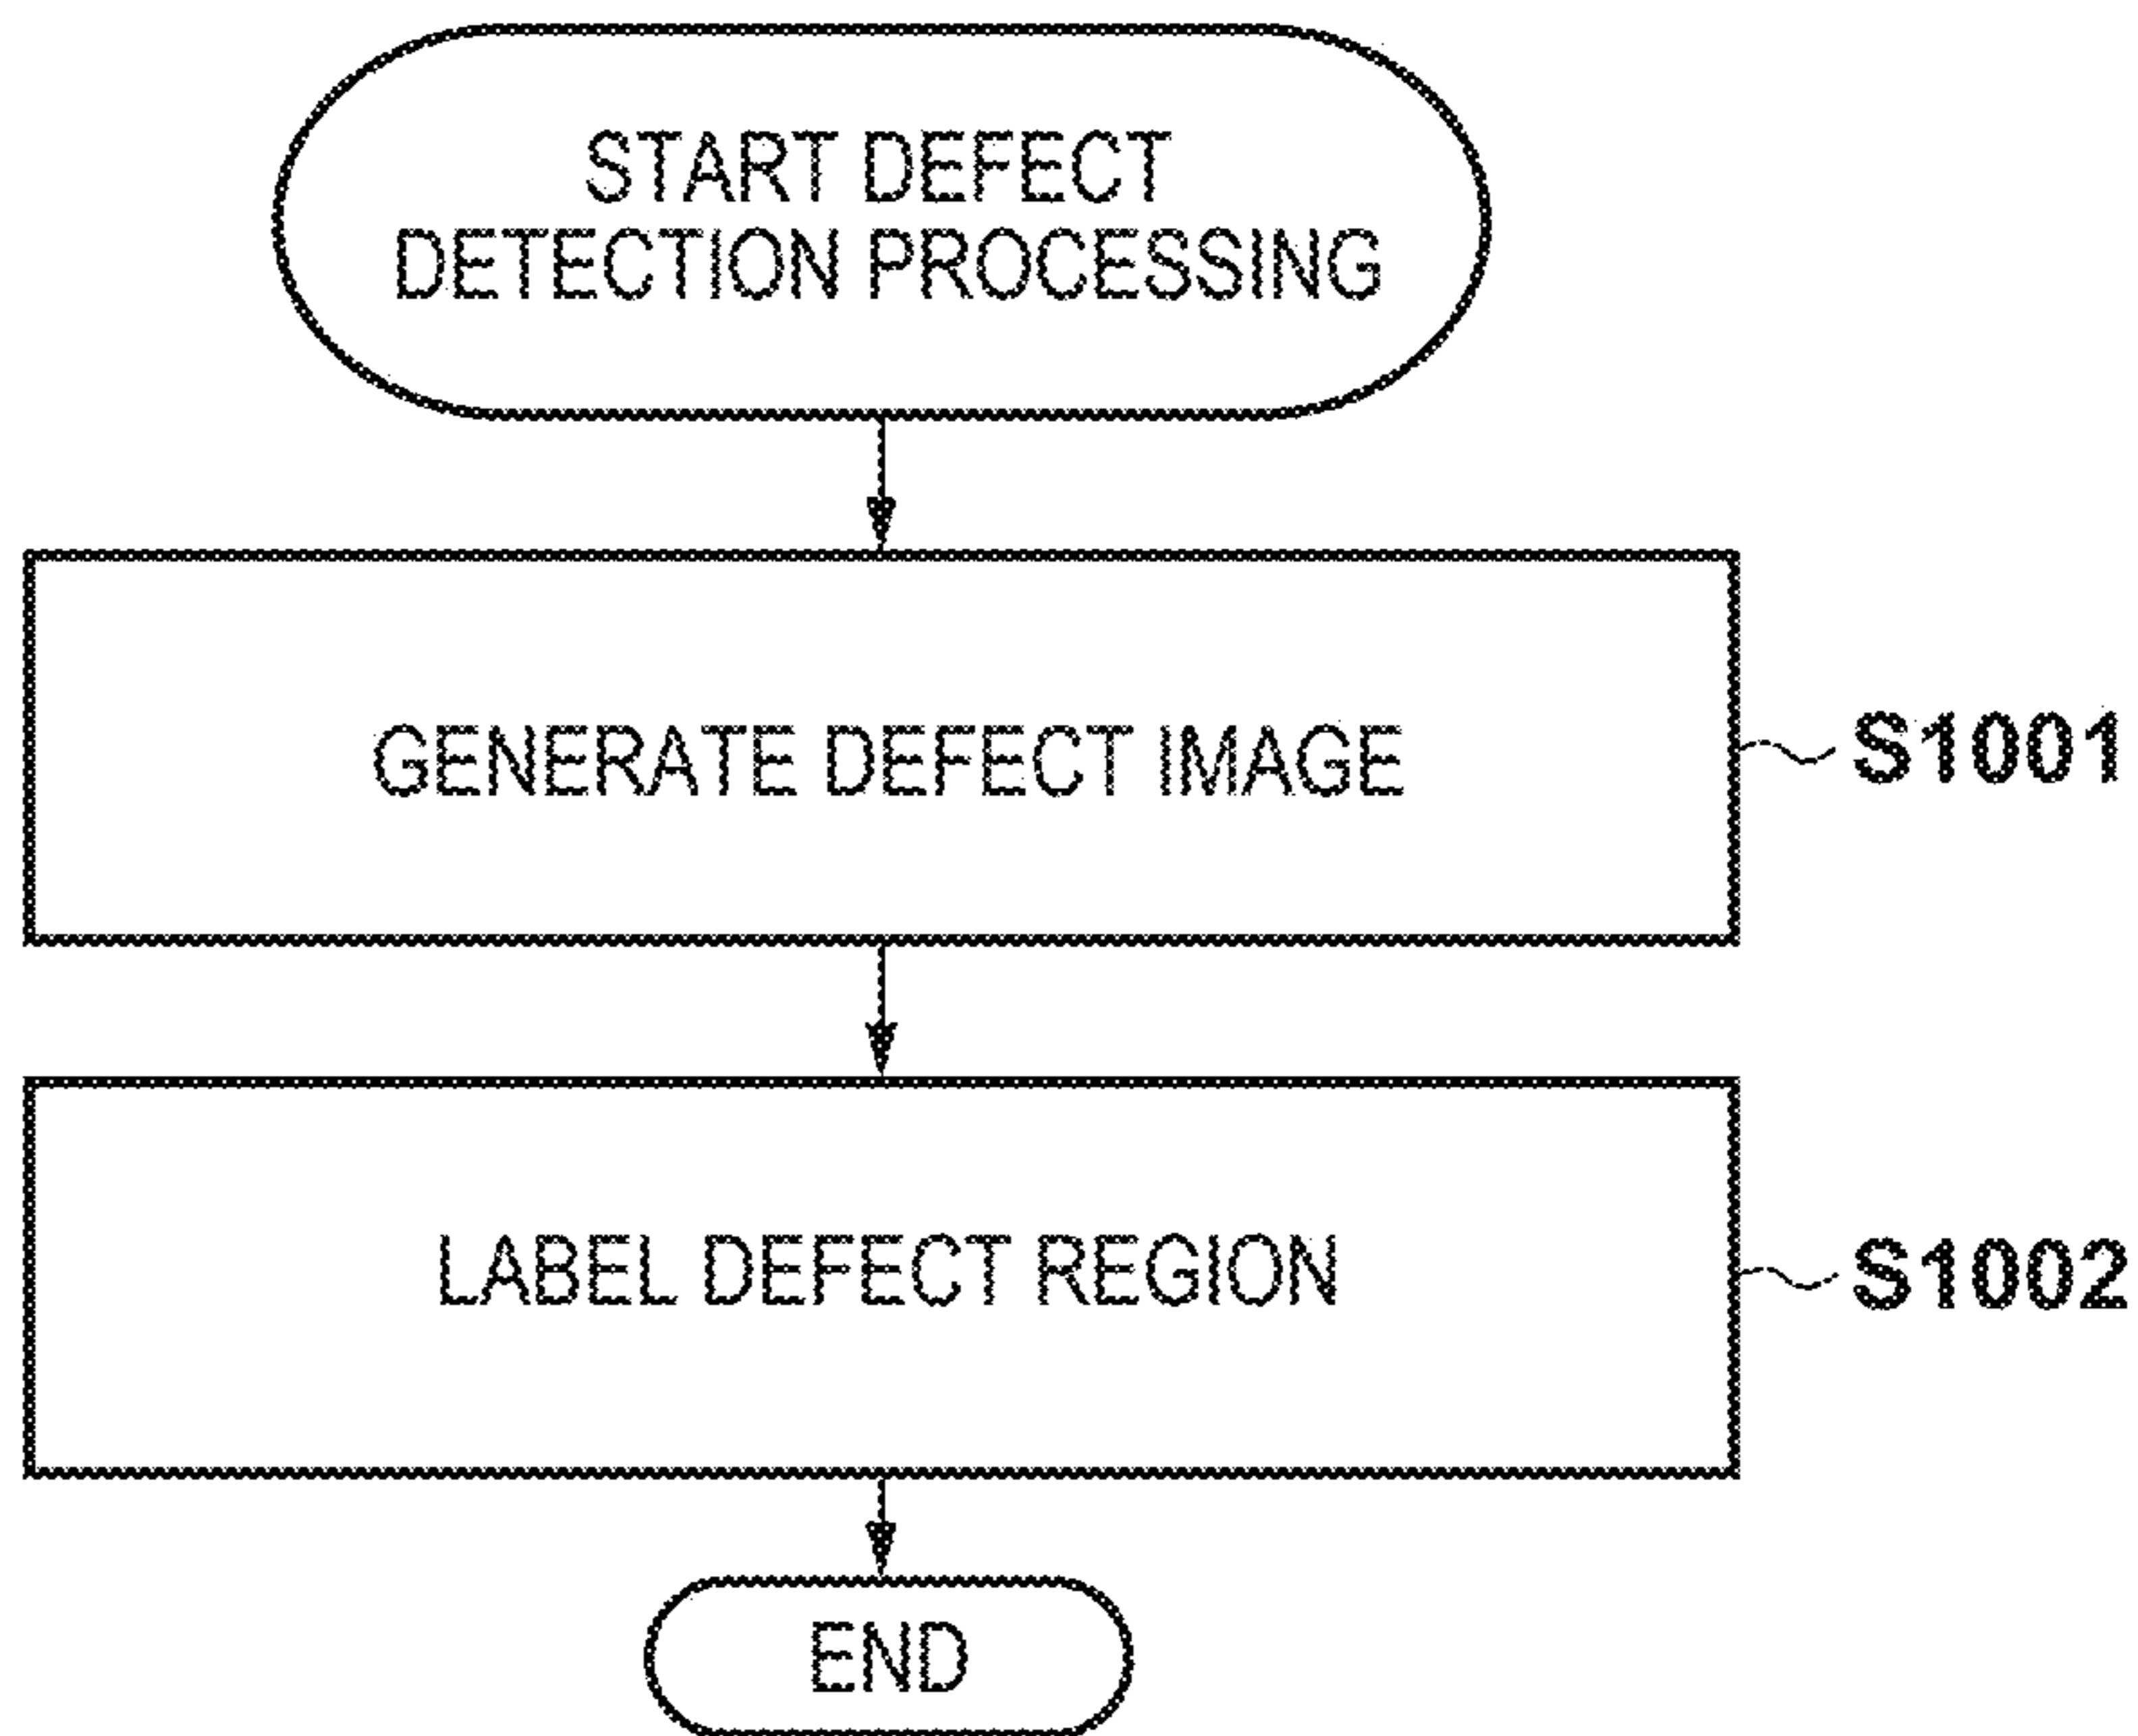 START DEFECT
DETECTION PROCESSING
GENERATE DEFECT IMAGE
S1001
LABEL DEFECT REGION
S1002
END